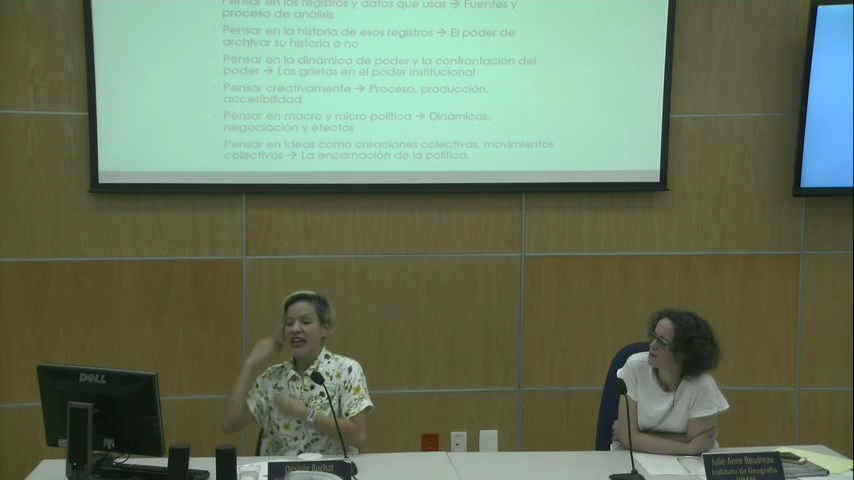 Pensar en los registros y datos que usas → Fuentes y
proceso de análisis
Pensar en la historia de esos registros → El poder de
archivar su historia o no
Pensar en la dinámica de poder y la confrontación del
poder → Las grietas en el poder institucional
Pensar creativamente → Proceso, producción,
accesibilidad
Pensar en macro y micro política → Dinámicas,
negociación y efectos
Pensar en ideas como creaciones colectivas, movimientos
colectivos → La encarnación de la política.
DELL
Rochat
Julie-Anne Boudreau
Instituto de Geografía
UNAM